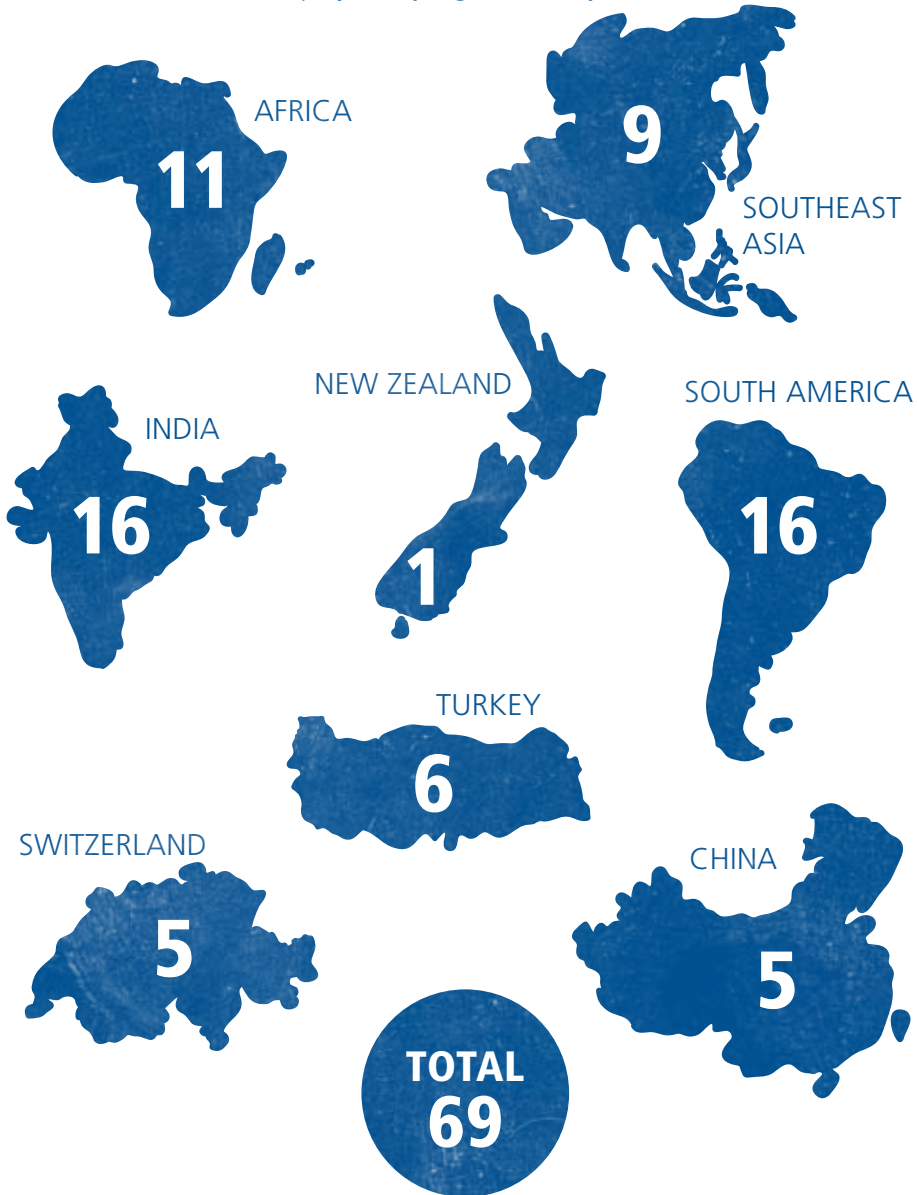 AFRICA
11
9
SOUTHEAST
ASIA
NEW ZEALAND
1
SOUTH AMERICA
16
INDIA
16
TURKEY
6
SWITZERLAND
5
CHINA
5
TOTAL
69